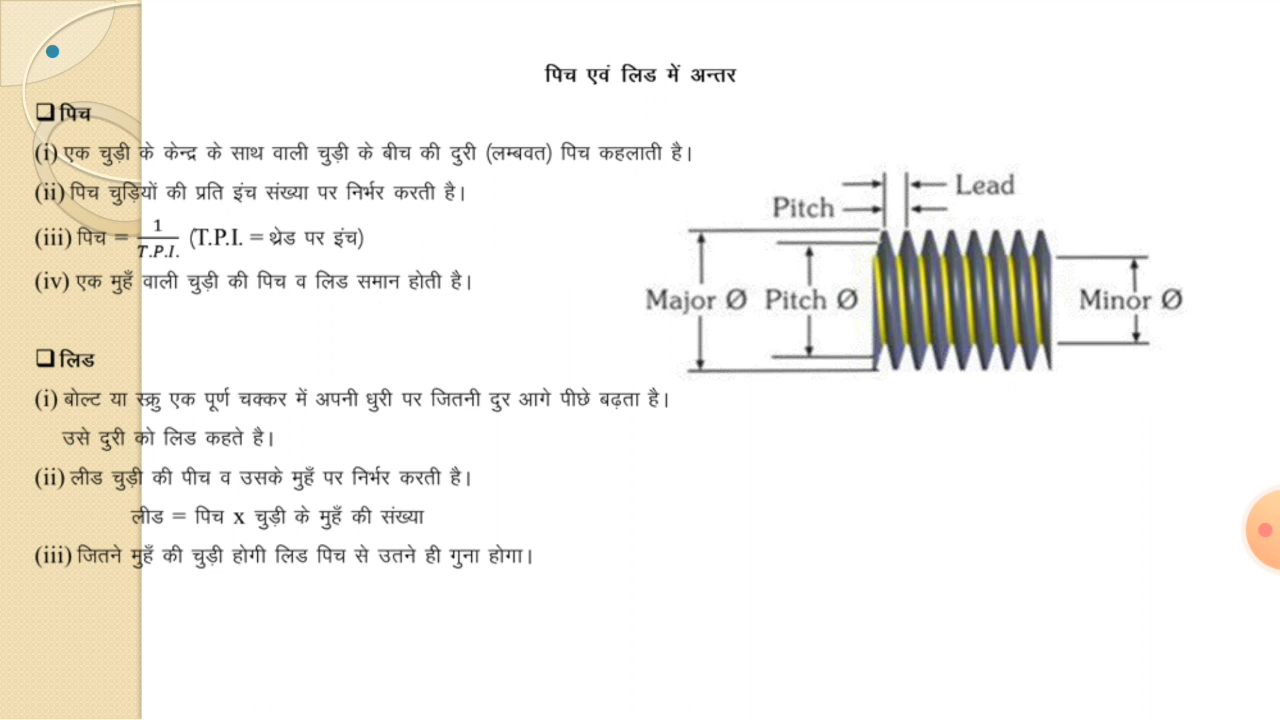 पिच एवं लिड में अन्तर
पिच
(i) एक चुड़ी के केन्द्र के साथ वाली चुड़ी के बीच की दुरी (लम्बवत) पिच कहलाती है।
(ii) पिच चुड़ियों की प्रति इंच संख्या पर निर्भर करती है।
(iii) पिच = 1/T.P.I. (T.P.I. = थ्रेड पर इंच)
(iv) एक मुहँ वाली चुड़ी की पिच व लिड समान होती है।
Lead
Pitch
Major Ø Pitch Ø Minor Ø
लिड
(i) बोल्ट या स्क्रु एक पूर्ण चक्कर में अपनी धुरी पर जितनी दुर आगे पीछे बढ़ता है।
उसे दुरी को लिड कहते है।
(ii) लीड चुड़ी की पीच व उसके मुहँ पर निर्भर करती है।
लीड = पिच x चुड़ी के मुहँ की संख्या
(iii) जितने मुहँ की चुड़ी होगी लिड पिच से उतने ही गुना होगा।